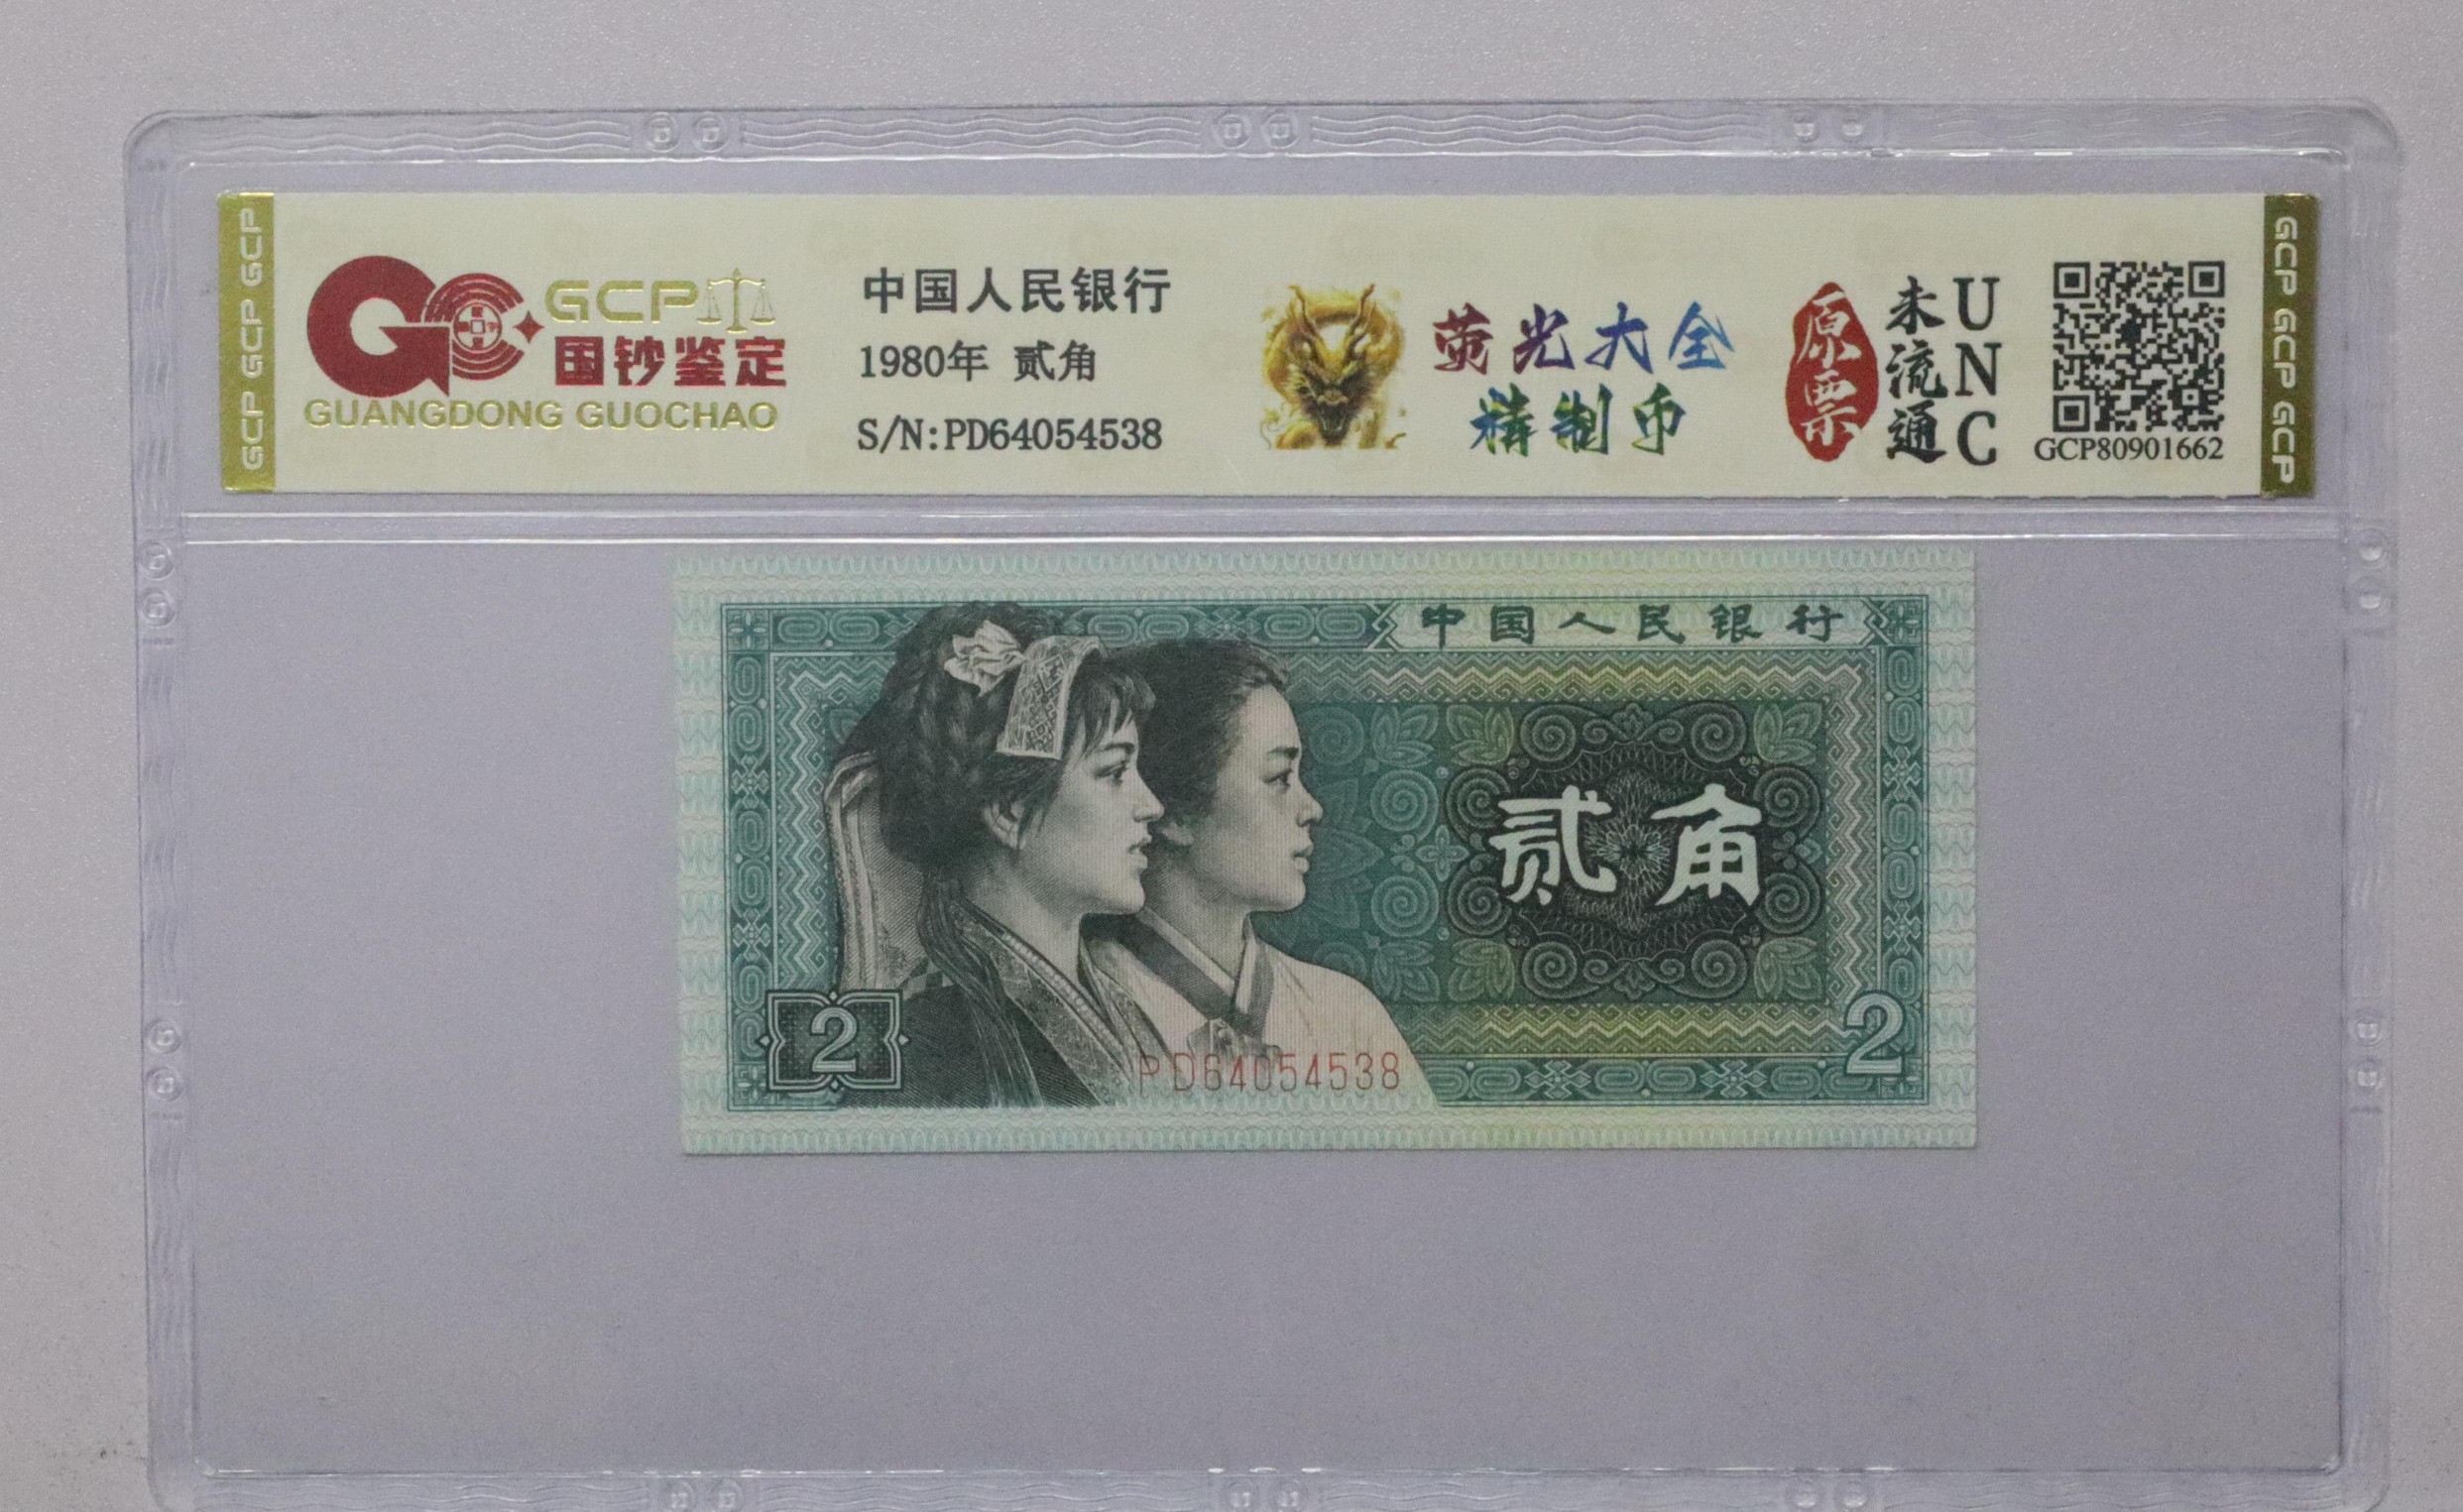 GCP GCP GCP
GCP
国钞鉴定
GUANGDONG GUOCHAO
中国人民银行
1980年 贰角
S/N:PD64054538
荧光大全
精制币
原票
未流通
UNC
GCP80901662
GCP GCP GCP
中国人民银行
贰角
2
2
PD64054538